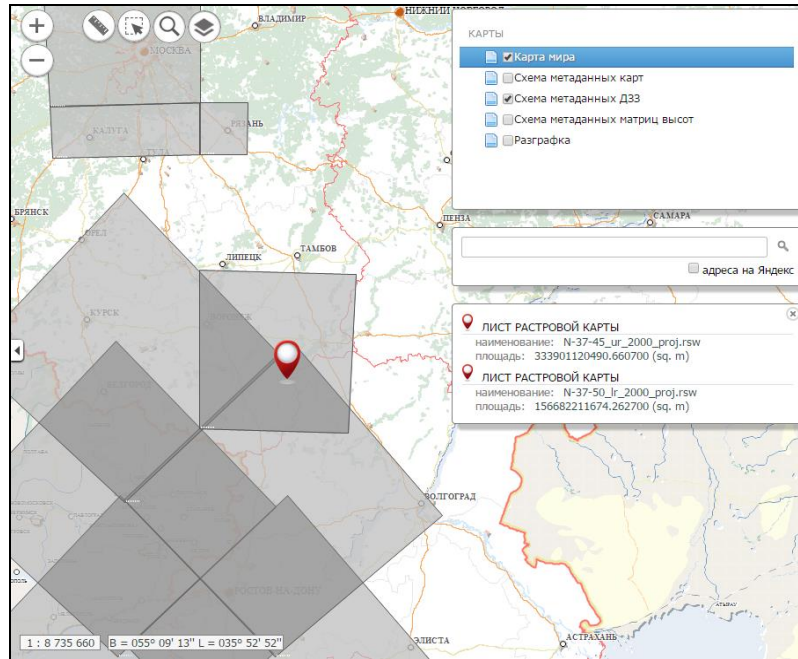 НИЖНИЙ НОВГОРОД
ВЛАДИМИР
МОСКВА
КАЛУГА
РЯЗАНЬ
ТУЛА
БРЯНСК
ОРЕЛ
ЛИПЕЦК
ТАМБОВ
ПЕНЗА
САМАРА
КУРСК
ВОРОНЕЖ
БЕЛГОРОД
ВОЛГОГРАД
РОСТОВ-НА-ДОНУ
ЭЛИСТА
АСТРАХАНЬ
АТЫРАУ
1 : 8 735 660
B = 055° 09' 13'' L = 035° 52' 52''
КАРТЫ
Карта мира
Схема метаданных карт
Схема метаданных ДЗЗ
Схема метаданных матриц высот
Разграфка
адреса на Яндекс
ЛИСТ РАСТРОВОЙ КАРТЫ
наименование: N-37-45_ur_2000_proj.rsw
площадь: 333901120490.660700 (sq. m)
ЛИСТ РАСТРОВОЙ КАРТЫ
наименование: N-37-50_lr_2000_proj.rsw
площадь: 156682211674.262700 (sq. m)